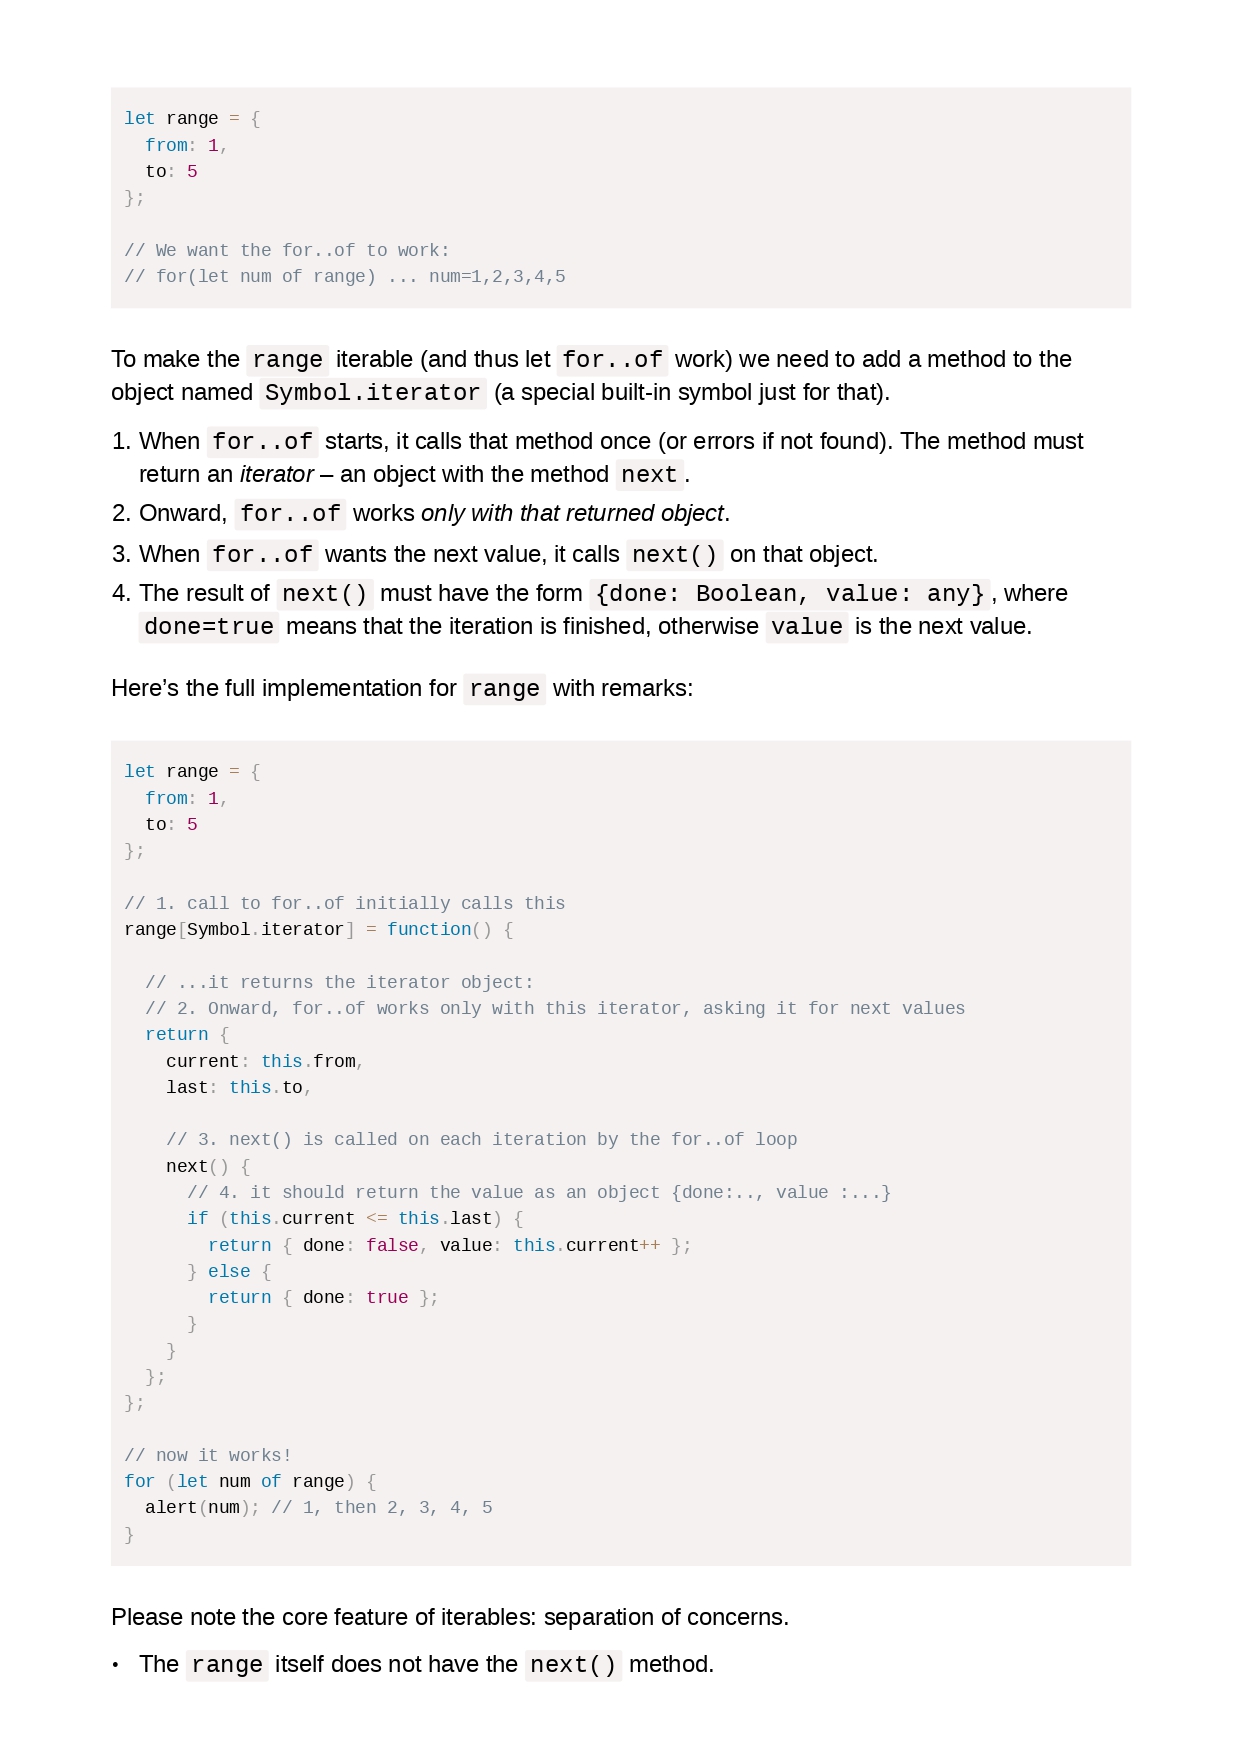 let range = {
  from: 1,
  to: 5
};

// We want the for..of to work:
// for(let num of range) ... num=1,2,3,4,5

To make the range iterable (and thus let for..of work) we need to add a method to the
object named Symbol.iterator (a special built-in symbol just for that).

1. When for..of starts, it calls that method once (or errors if not found). The method must
return an iterator – an object with the method next.
2. Onward, for..of works only with that returned object.
3. When for..of wants the next value, it calls next() on that object.
4. The result of next() must have the form {done: Boolean, value: any}, where
done=true means that the iteration is finished, otherwise value is the next value.

Here’s the full implementation for range with remarks:

let range = {
  from: 1,
  to: 5
};

// 1. call to for..of initially calls this
range[Symbol.iterator] = function() {

  // ...it returns the iterator object:
  // 2. Onward, for..of works only with this iterator, asking it for next values
  return {
    current: this.from,
    last: this.to,

    // 3. next() is called on each iteration by the for..of loop
    next() {
      // 4. it should return the value as an object {done:.., value :...}
      if (this.current <= this.last) {
        return { done: false, value: this.current++ };
      } else {
        return { done: true };
      }
    }
  };
};

// now it works!
for (let num of range) {
  alert(num); // 1, then 2, 3, 4, 5
}

Please note the core feature of iterables: separation of concerns.

• The range itself does not have the next() method.